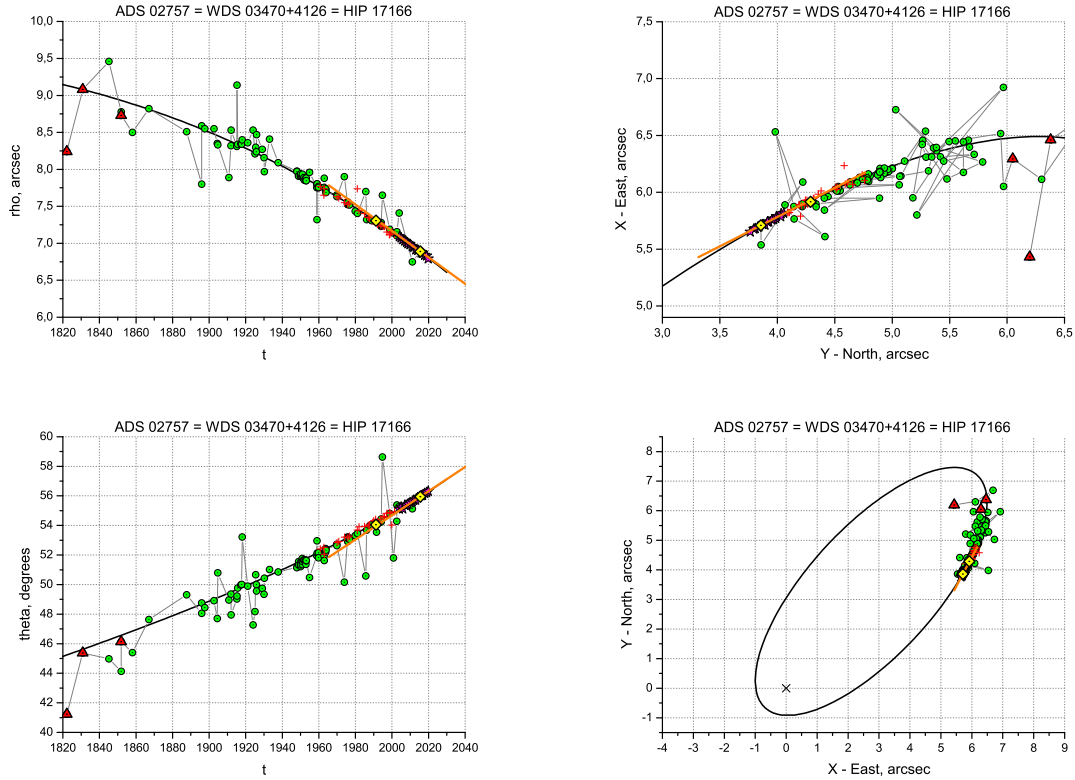 ADS 02757 = WDS 03470+4126 = HIP 17166
10,0
9,5
9,0
8,5
8,0
7,5
7,0
6,5
6,0
rho, arcsec
1820 1840 1860 1880 1900 1920 1940 1960 1980 2000 2020 2040
t
ADS 02757 = WDS 03470+4126 = HIP 17166
7,5
7,0
6,5
6,0
5,5
5,0
X - East, arcsec
3,0 3,5 4,0 4,5 5,0 5,5 6,0 6,5
Y - North, arcsec
ADS 02757 = WDS 03470+4126 = HIP 17166
60
58
56
54
52
50
48
46
44
42
40
theta, degrees
1820 1840 1860 1880 1900 1920 1940 1960 1980 2000 2020 2040
t
ADS 02757 = WDS 03470+4126 = HIP 17166
8
7
6
5
4
3
2
1
0
-1
Y - North, arcsec
-4 -3 -2 -1 0 1 2 3 4 5 6 7 8 9
X - East, arcsec